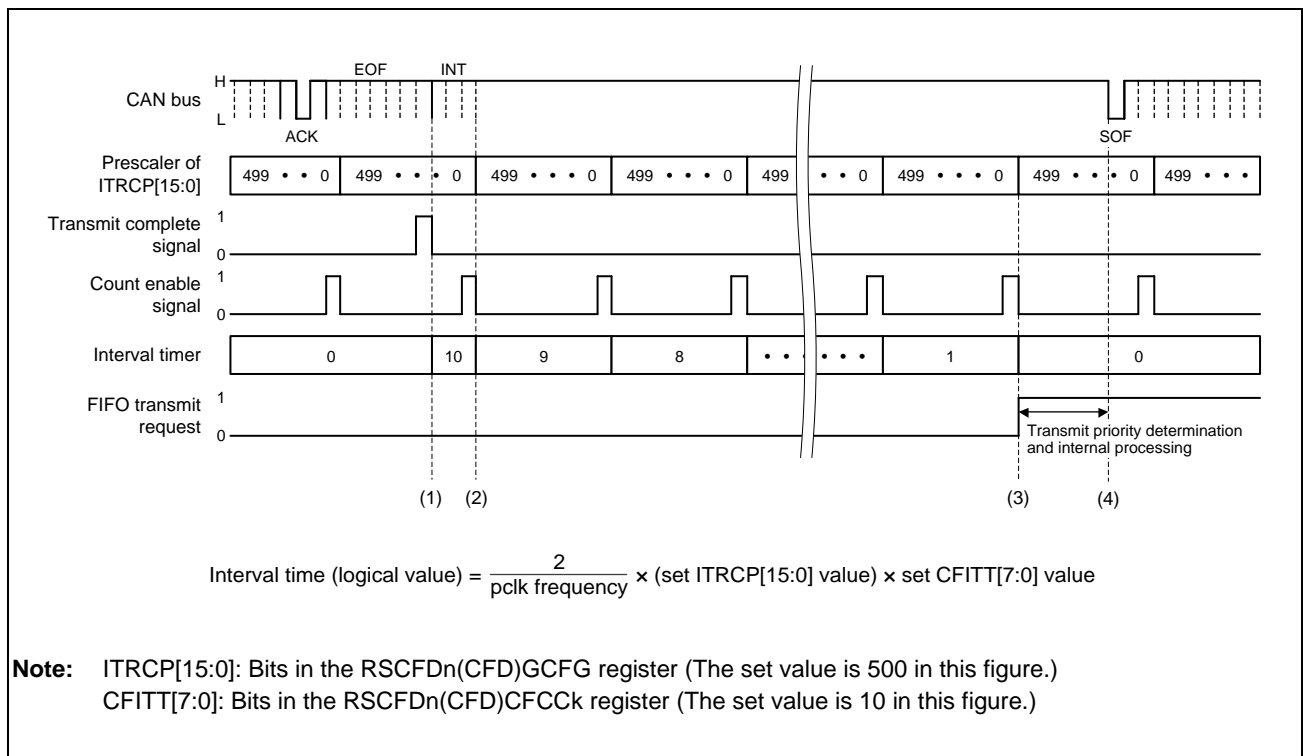 EOF INT
H
CAN bus
L
ACK SOF
Prescaler of
ITRCP[15:0]
499 • • 0 499 • • • 0 499 • • • 0 499 • • • 0 499 • • 0 499 • • • 0 499 • • • 0 499 • • •
Transmit complete
signal
1
0
Count enable
signal
1
0
Interval timer
0 10 9 8 • • • • • • 1 0
FIFO transmit
request
1
0
Transmit priority determination
and internal processing
(1) (2) (3) (4)
Interval time (logical value) = 2 / pclk frequency × (set ITRCP[15:0] value) × set CFITT[7:0] value
Note: ITRCP[15:0]: Bits in the RSCFDn(CFD)GCFG register (The set value is 500 in this figure.)
CFITT[7:0]: Bits in the RSCFDn(CFD)CFCCk register (The set value is 10 in this figure.)